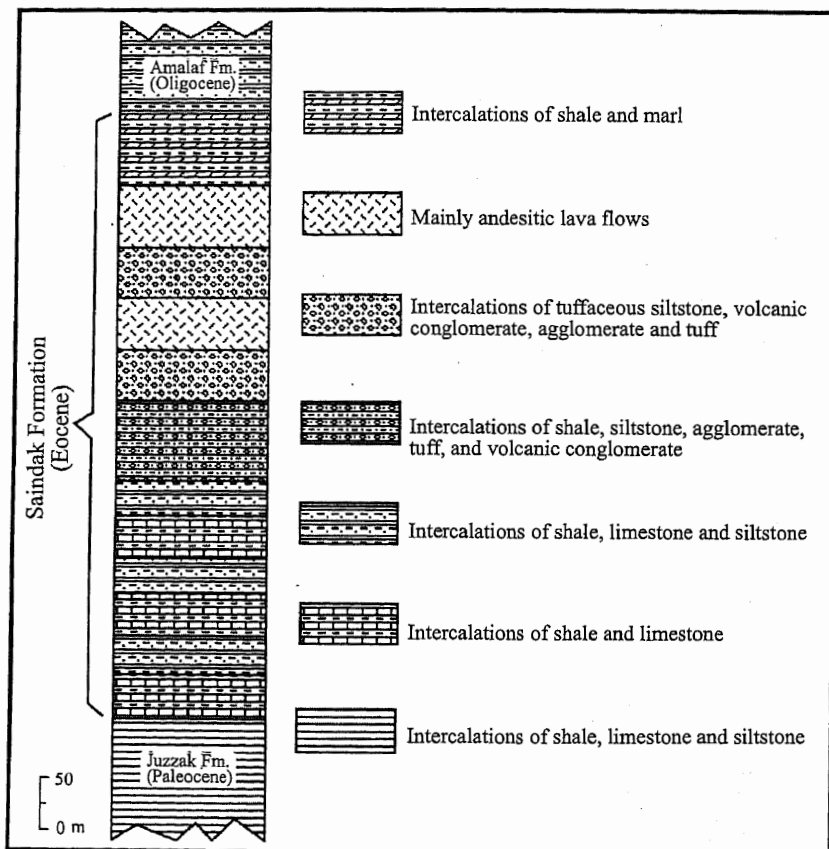 Amalaf Fm.
(Oligocene)
Intercalations of shale and marl
Mainly andesitic lava flows
Intercalations of tuffaceous siltstone, volcanic
conglomerate, agglomerate and tuff
Saindak Formation
(Eocene)
Intercalations of shale, siltstone, agglomerate,
tuff, and volcanic conglomerate
Intercalations of shale, limestone and siltstone
Intercalations of shale and limestone
Intercalations of shale, limestone and siltstone
Juzzak Fm.
(Paleocene)
50
0 m